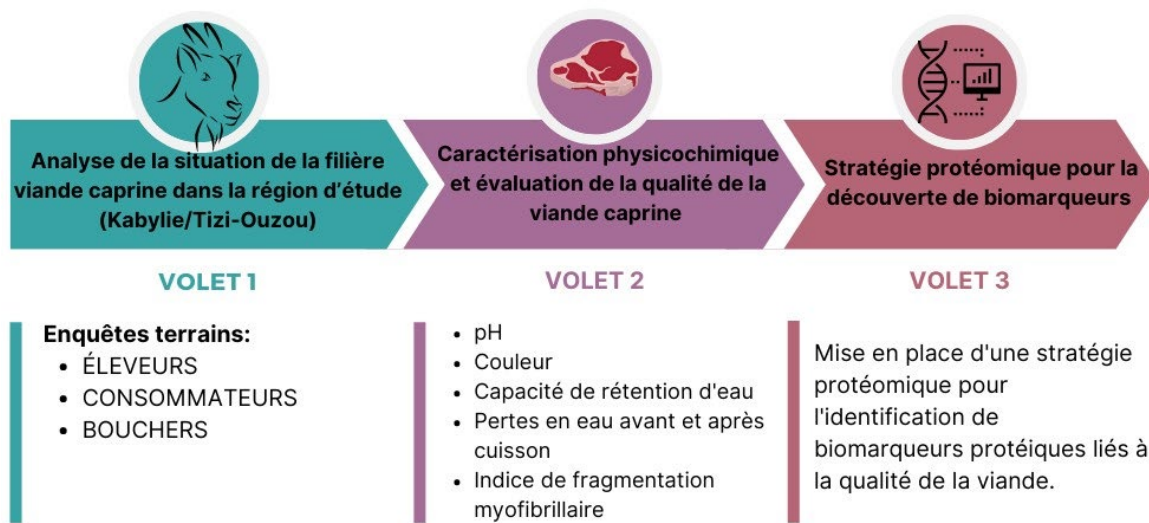 Analyse de la situation de la filière
viande caprine dans la région d'étude
(Kabylie/Tizi-Ouzou)
Caractérisation physicochimique
et évaluation de la qualité de la
viande caprine
Stratégie protéomique pour la
découverte de biomarqueurs
VOLET 1
VOLET 2
VOLET 3
Enquêtes terrains:
• ÉLEVEURS
• CONSOMMATEURS
• BOUCHERS
• pH
• Couleur
• Capacité de rétention d'eau
• Pertes en eau avant et après
cuisson
• Indice de fragmentation
myofibrillaire
Mise en place d'une stratégie
protéomique pour
l'identification de
biomarqueurs protéiques liés à
la qualité de la viande.